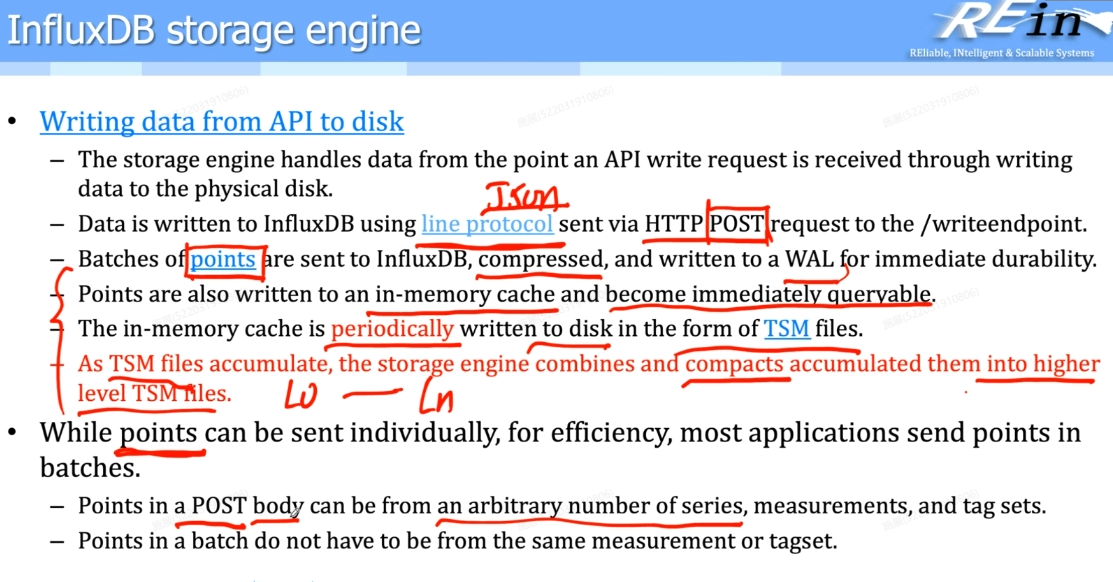 InfluxDB storage engine
REin
REliable, INtelligent & Scalable Systems
• Writing data from API to disk
– The storage engine handles data from the point an API write request is received through writing
data to the physical disk.
Json
– Data is written to InfluxDB using line protocol sent via HTTP POST request to the /writeendpoint.
– Batches of points are sent to InfluxDB, compressed, and written to a WAL for immediate durability.
– Points are also written to an in-memory cache and become immediately queryable.
– The in-memory cache is periodically written to disk in the form of TSM files.
– As TSM files accumulate, the storage engine combines and compacts accumulated them into higher
level TSM files.
L0 — Ln
• While points can be sent individually, for efficiency, most applications send points in
batches.
– Points in a POST body can be from an arbitrary number of series, measurements, and tag sets.
– Points in a batch do not have to be from the same measurement or tagset.